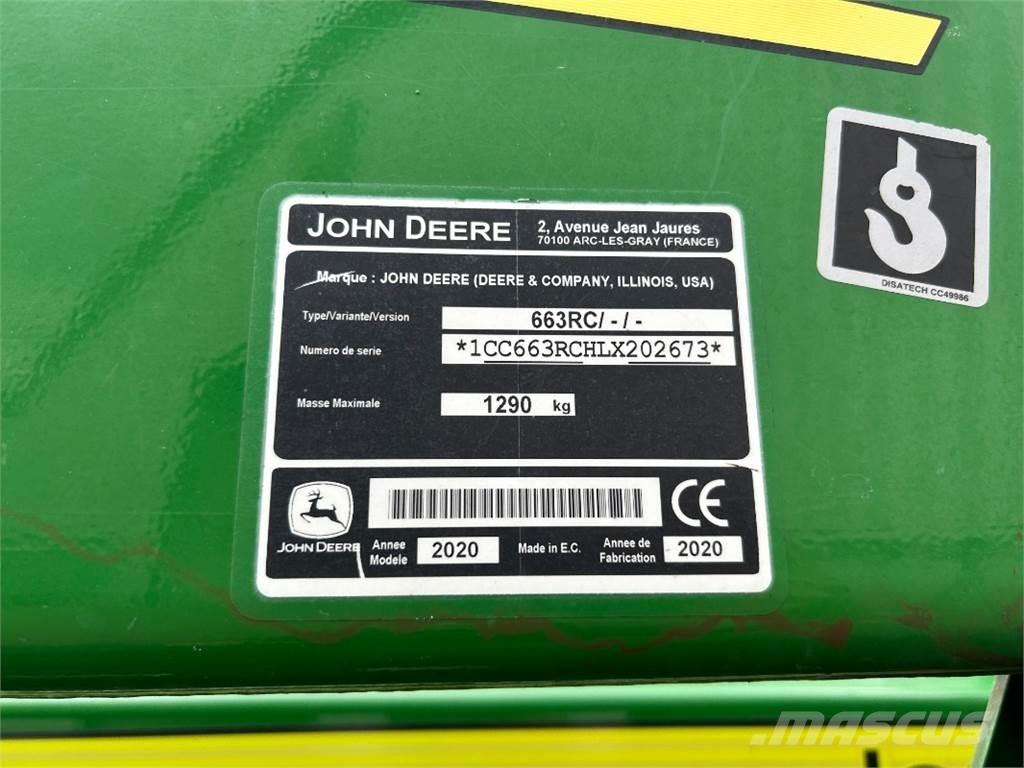 JOHN DEERE
2, Avenue Jean Jaures
70100 ARC-LES-GRAY (FRANCE)
Marque : JOHN DEERE (DEERE & COMPANY, ILLINOIS, USA)
Type/Variante/Version 663RC/ - / -
Numero de serie *1CC663RCHLX202673*
Masse Maximale 1290 kg
JOHN DEERE
Annee Modele 2020
Made in E.C.
Annee de Fabrication 2020
CE
DISATECH CC49986
MASCUS